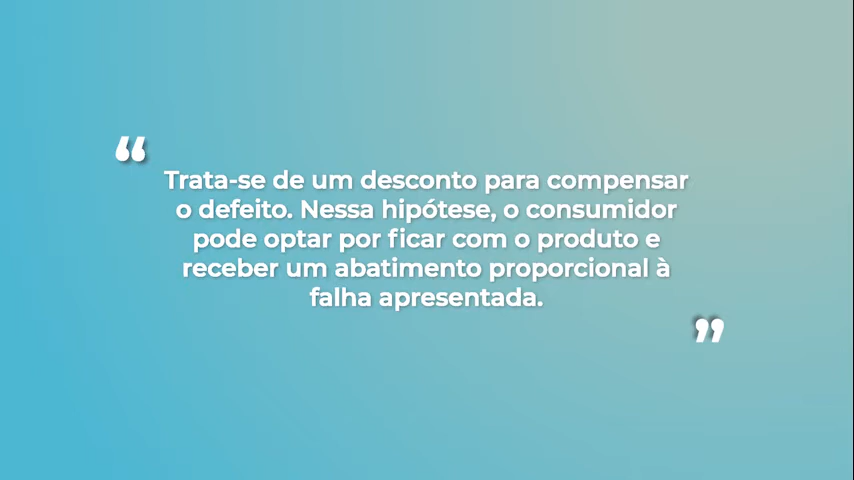 “
Trata-se de um desconto para compensar
o defeito. Nessa hipótese, o consumidor
pode optar por ficar com o produto e
receber um abatimento proporcional à
falha apresentada.
”